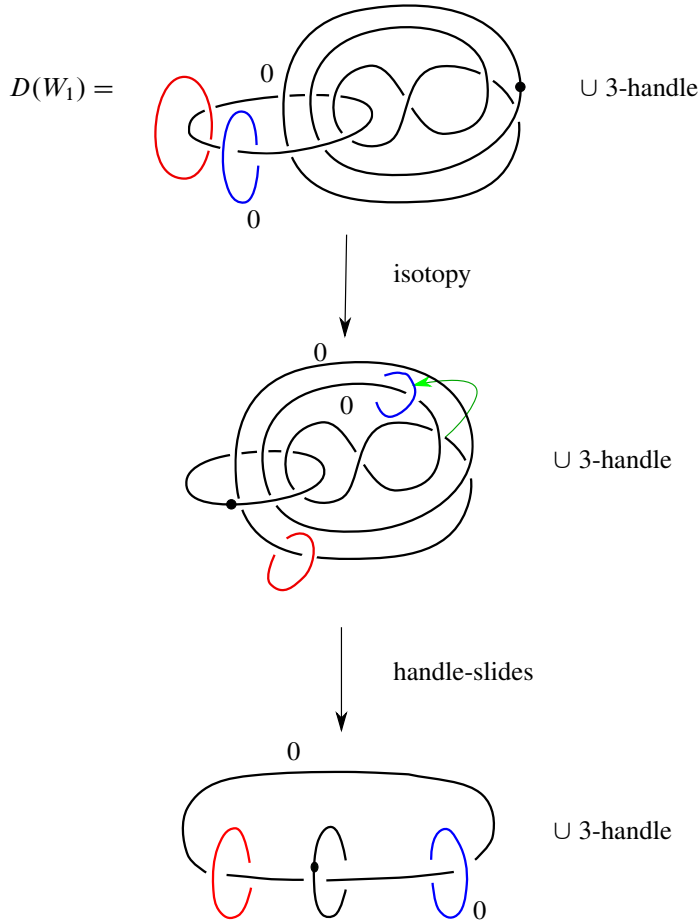 0
D(W₁) =
∪ 3-handle
0
isotopy
0
0
∪ 3-handle
handle-slides
0
∪ 3-handle
0